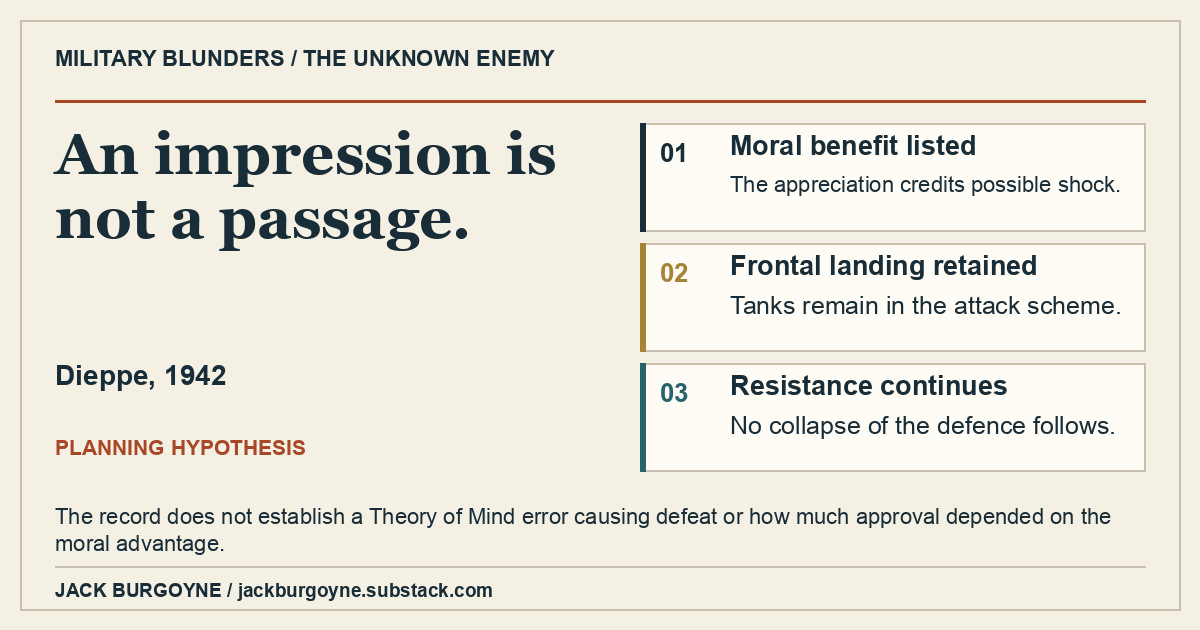 MILITARY BLUNDERS / THE UNKNOWN ENEMY
An impression is
not a passage.
Dieppe, 1942
PLANNING HYPOTHESIS
01
Moral benefit listed
The appreciation credits possible shock.
02
Frontal landing retained
Tanks remain in the attack scheme.
03
Resistance continues
No collapse of the defence follows.
The record does not establish a Theory of Mind error causing defeat or how much approval depended on the
moral advantage.
JACK BURGOYNE / jackburgoyne.substack.com